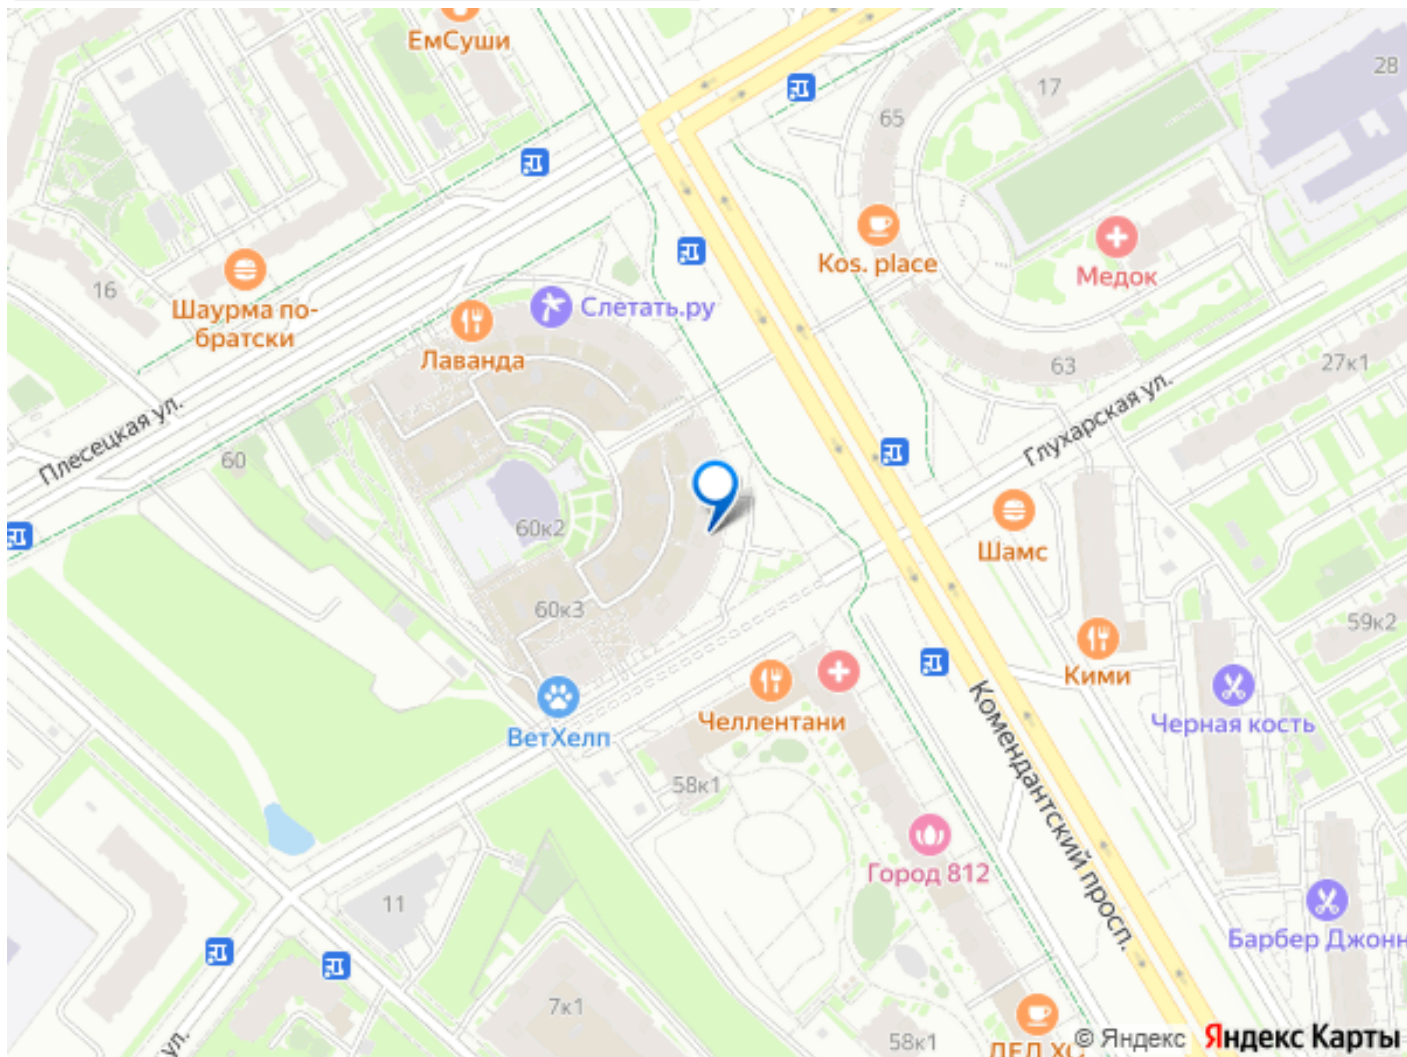 ЕмСуши
28
17
65
Kos. place
Медок
Шаурма по-
братски
16
Слетать.ру
Лаванда
63
27к1
Плесецкая ул.
Глухарская ул.
60
60к2
Шамс
60к3
59к2
Кими
Челлентани
Черная кость
ВетХелп
Комендантский просп.
58к1
Город 812
11
Барбер Джонн
7к1
58к1
ул.
© Яндекс Яндекс Карты